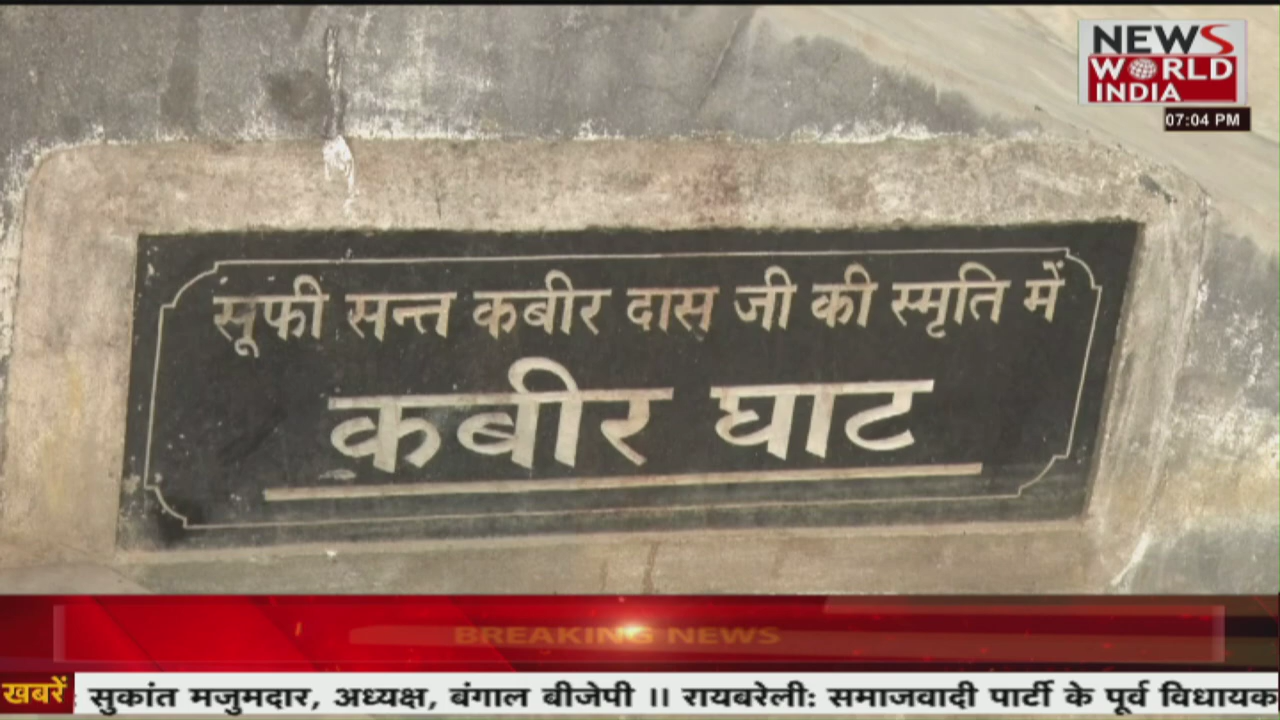 NEWS
WORLD
INDIA
07:04 PM
सूफी सन्त कबीर दास जी की स्मृति में
कबीर घाट
BREAKING NEWS
खबरें सुकांत मजुमदार, अध्यक्ष, बंगाल बीजेपी || रायबरेली: समाजवादी पार्टी के पूर्व विधायक